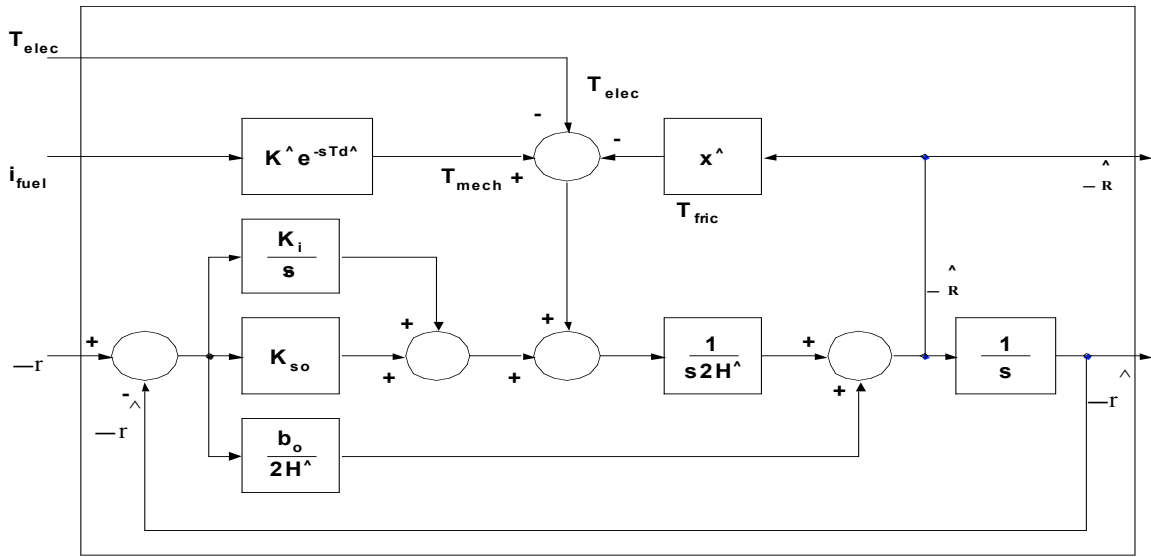 T_elec
T_elec
-
-
K^e^-sTd^
x^
i_fuel
T_mech +
T_fric
^
—R
K_i
s
^
—R
+
+
+
K_so
+
+
1
s2H^
+
+
1
s
—r
-
^
—r
^
—r
b_o
2H^